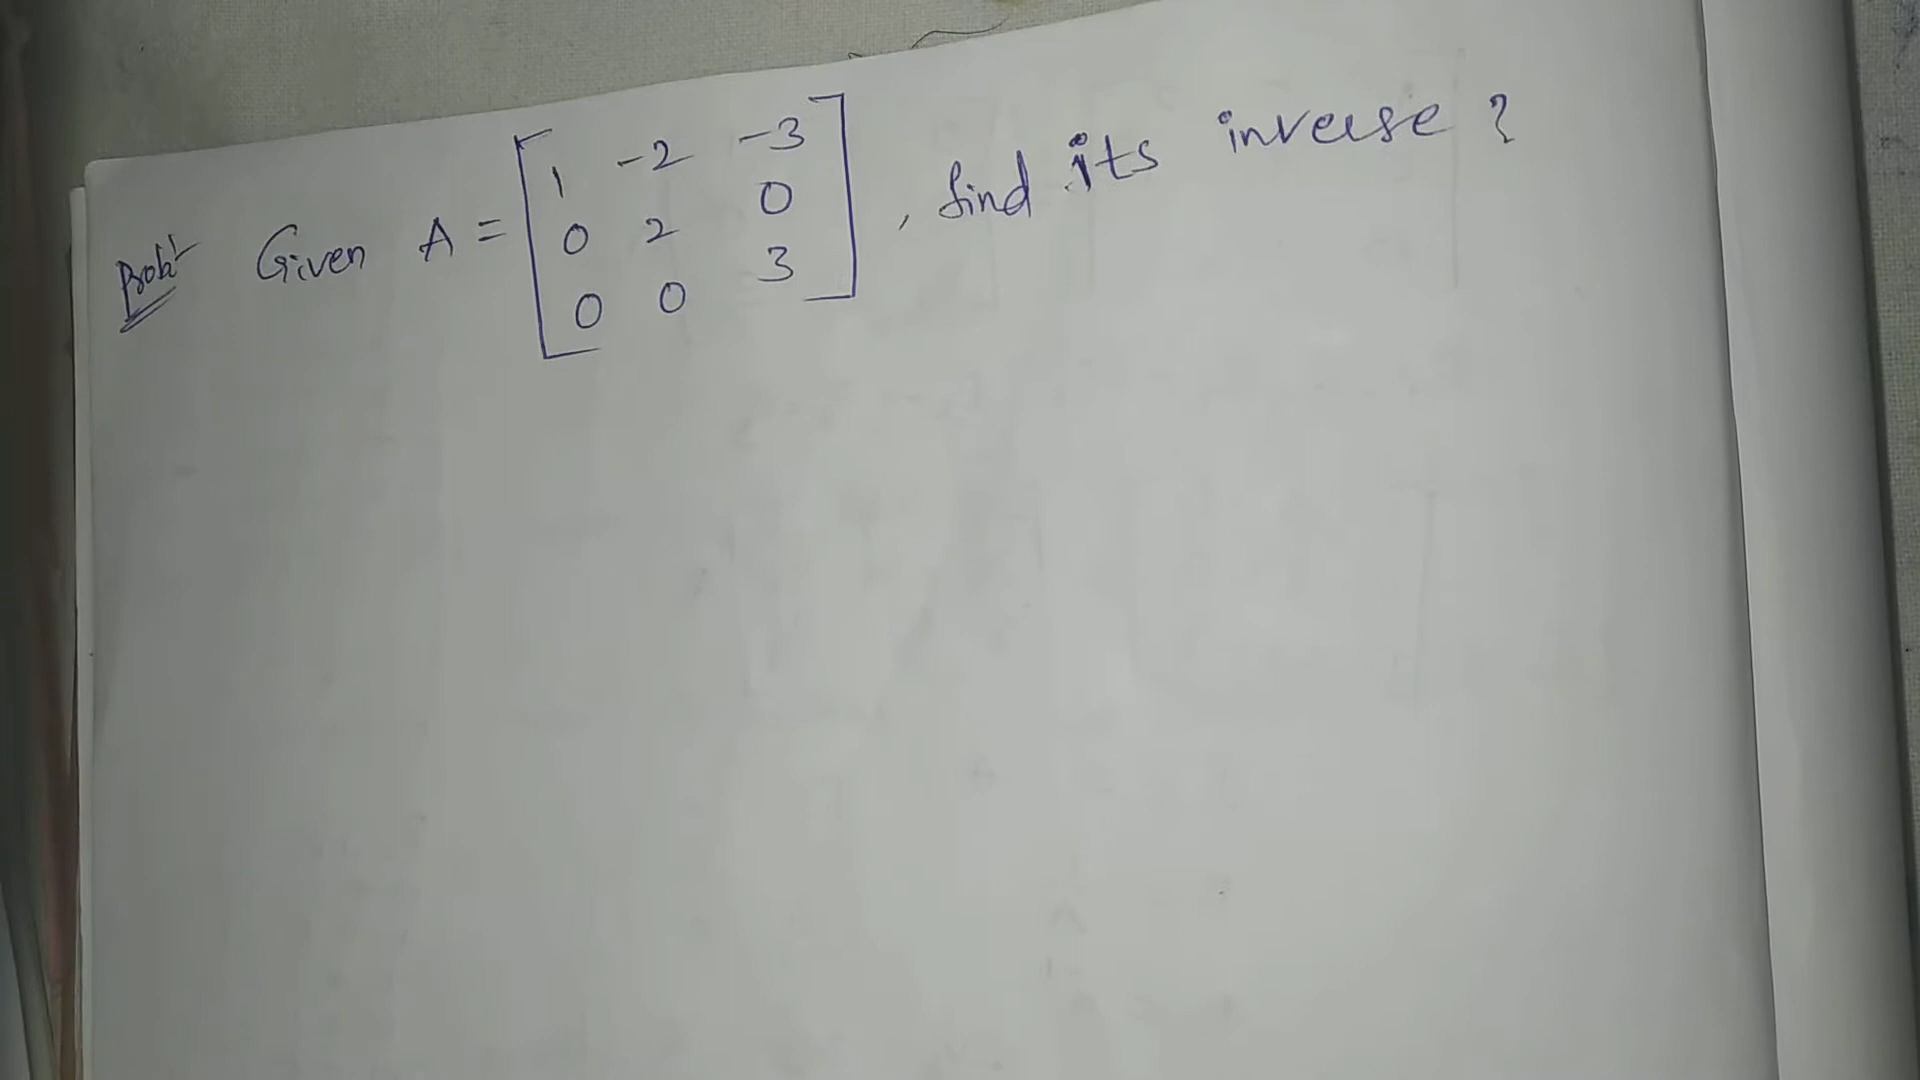 Prob:- Given A = [1 -2 -3
0 2 0
0 0 3], find its inverse ?